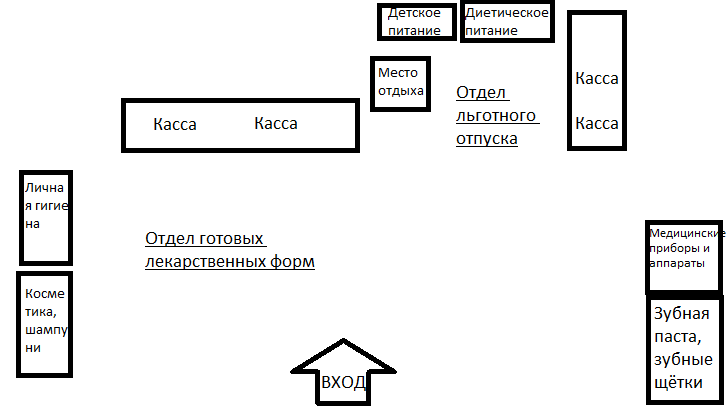 Детское
питание
Диетическое
питание
Место
отдыха
Отдел
льготного
отпуска
Касса
Касса
Касса
Касса
Лична
я гигие
на
Отдел готовых
лекарственных форм
Медицинские
приборы и
аппараты
Косме
тика,
шампу
ни
Зубная
паста,
зубные
щётки
ВХОД